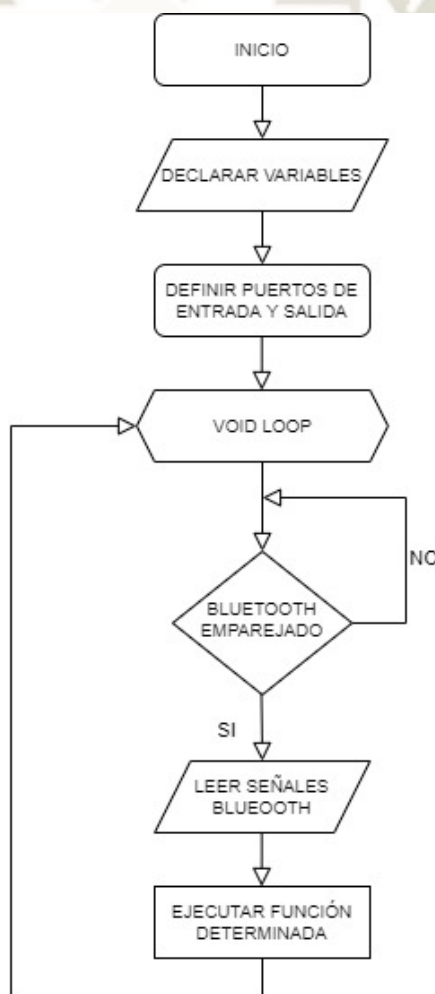 INICIO
DECLARAR VARIABLES
DEFINIR PUERTOS DE
ENTRADA Y SALIDA
VOID LOOP
NO
BLUETOOTH
EMPAREJADO
SI
LEER SEÑALES
BLUEOOTH
EJECUTAR FUNCIÓN
DETERMINADA